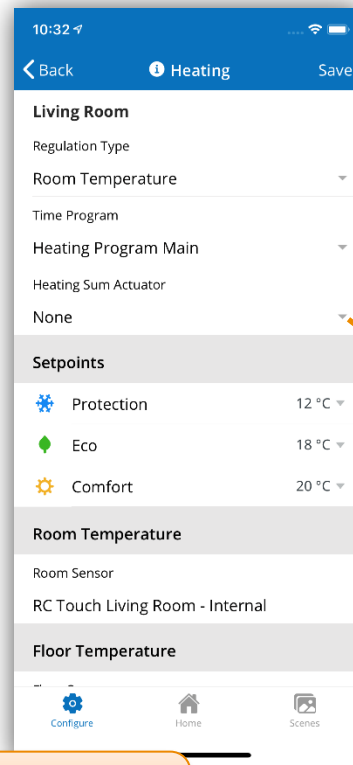 10:32
Back
Heating
Save
Living Room
Regulation Type
Room Temperature
Time Program
Heating Program Main
Heating Sum Actuator
None
Setpoints
Protection 12 °C
Eco 18 °C
Comfort 20 °C
Room Temperature
Room Sensor
RC Touch Living Room - Internal
Floor Temperature
Configure
Home
Scenes